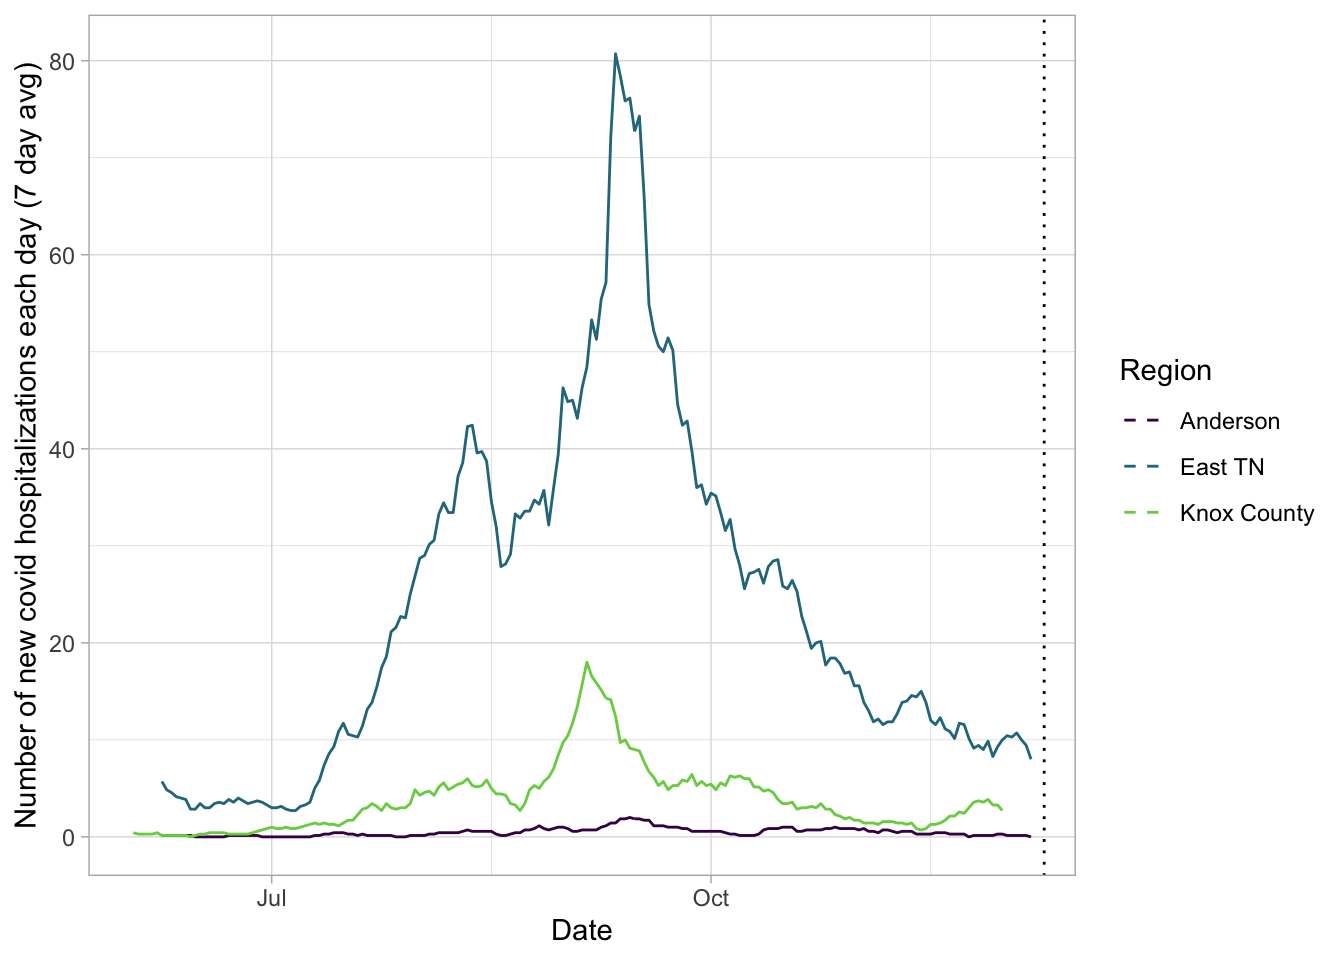 Number of new covid hospitalizations each day (7 day avg)
80
60
40
20
0
Jul
Oct
Date
Region
Anderson
East TN
Knox County